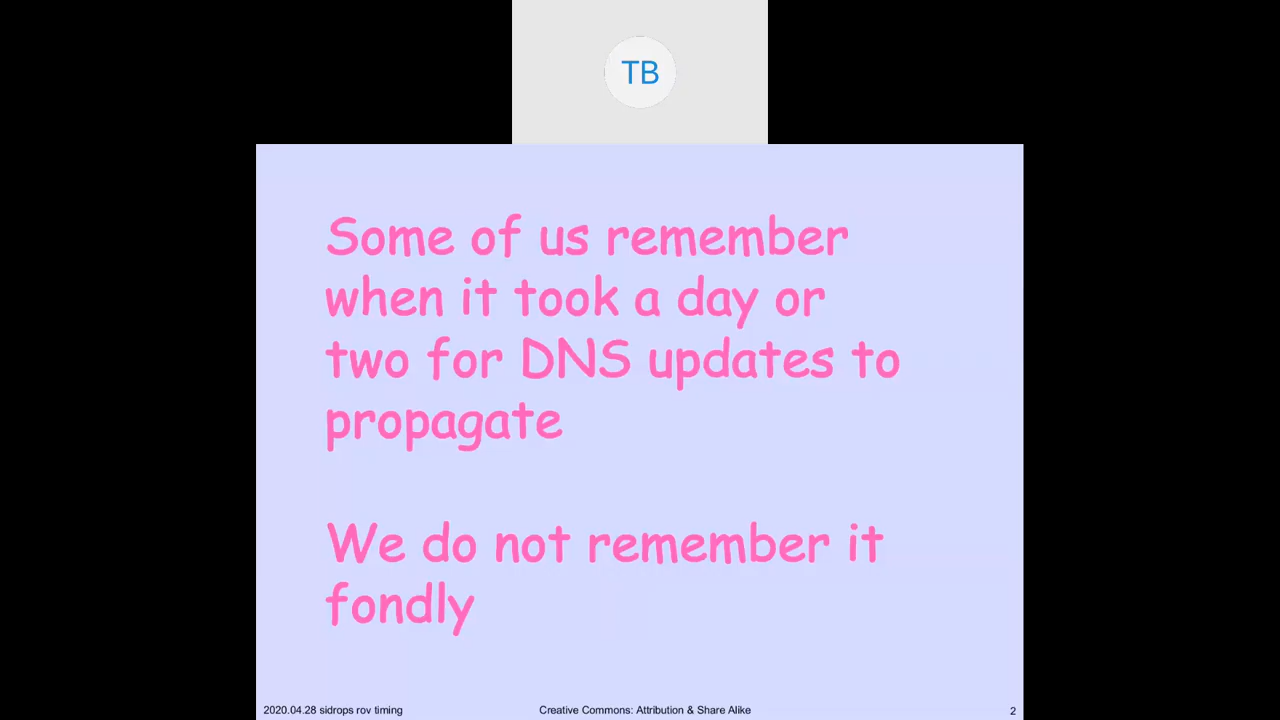 TB
Some of us remember
when it took a day or
two for DNS updates to
propagate
We do not remember it
fondly
2020.04.28 sidrops rov timing
Creative Commons: Attribution & Share Alike
2